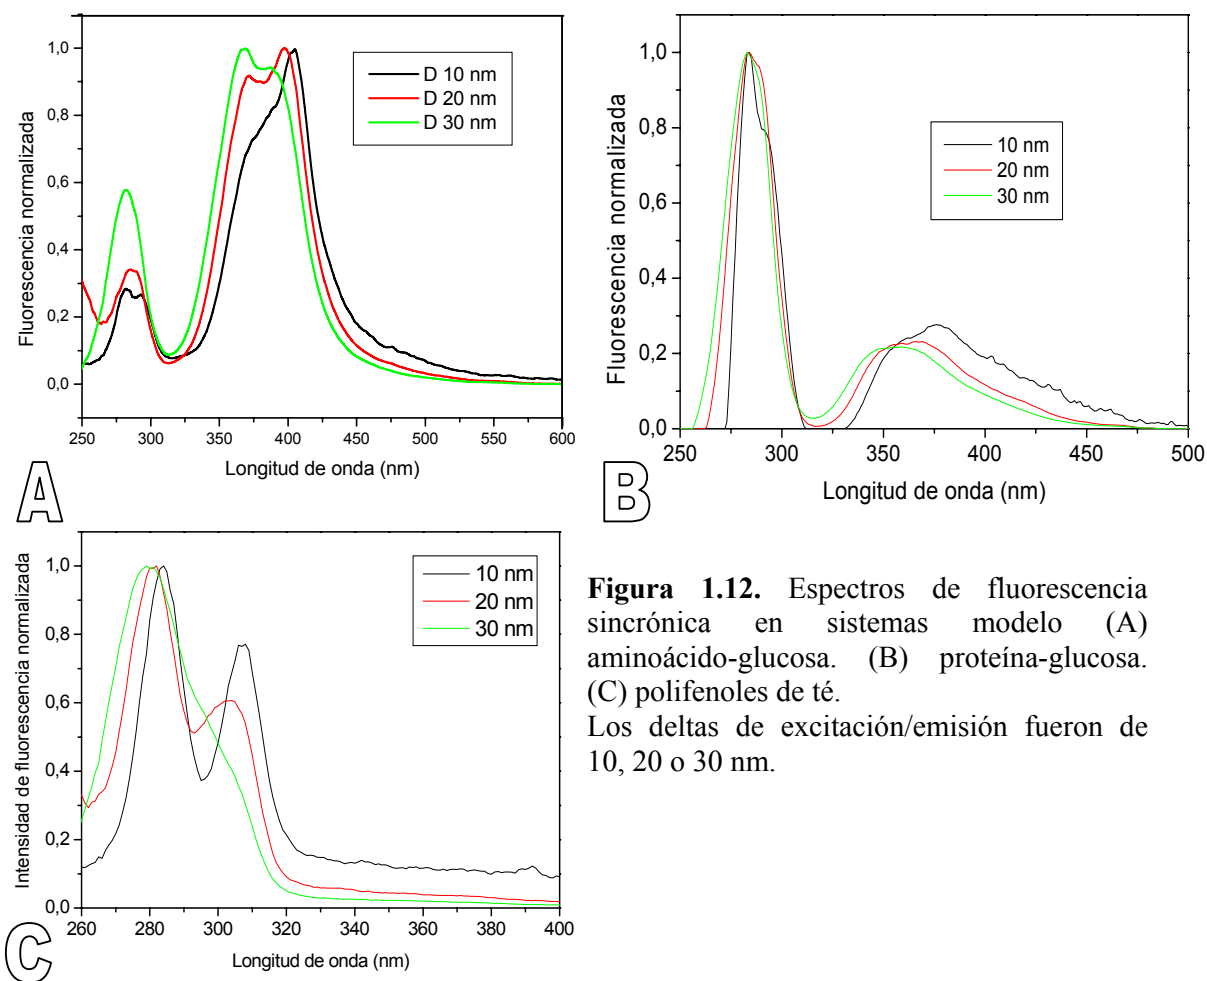 Fluorescencia normalizada
1,0
0,8
0,6
0,4
0,2
0,0
D 10 nm
D 20 nm
D 30 nm
250 300 350 400 450 500 550 600
Longitud de onda (nm)
A
Fluorescencia normalizada
1,0
0,8
0,6
0,4
0,2
0,0
10 nm
20 nm
30 nm
250 300 350 400 450 500
Longitud de onda (nm)
B
Intensidad de fluorescencia normalizada
1,0
0,8
0,6
0,4
0,2
0,0
10 nm
20 nm
30 nm
260 280 300 320 340 360 380 400
Longitud de onda (nm)
C
Figura 1.12. Espectros de fluorescencia
sincrónica en sistemas modelo (A)
aminoácido-glucosa. (B) proteína-glucosa.
(C) polifenoles de té.
Los deltas de excitación/emisión fueron de
10, 20 o 30 nm.